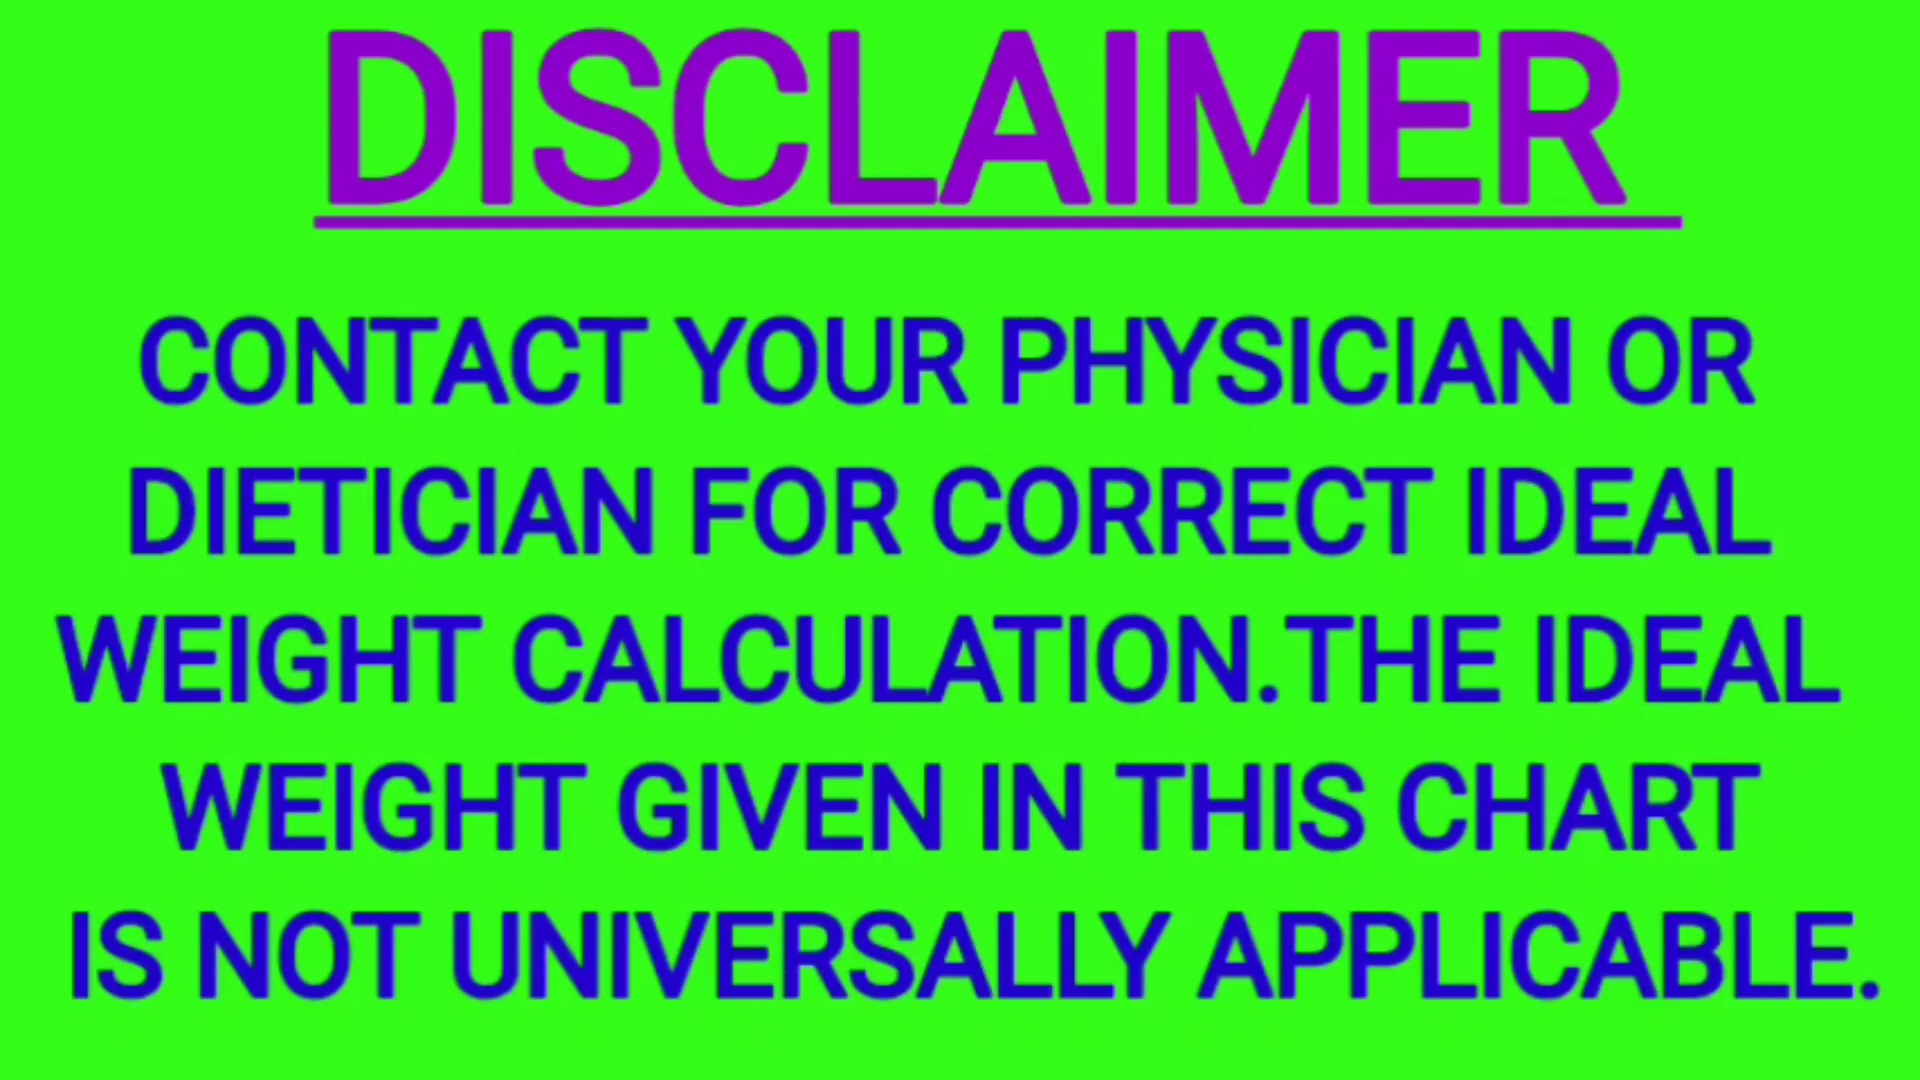 DISCLAIMER
CONTACT YOUR PHYSICIAN OR
DIETICIAN FOR CORRECT IDEAL
WEIGHT CALCULATION.THE IDEAL
WEIGHT GIVEN IN THIS CHART
IS NOT UNIVERSALLY APPLICABLE.